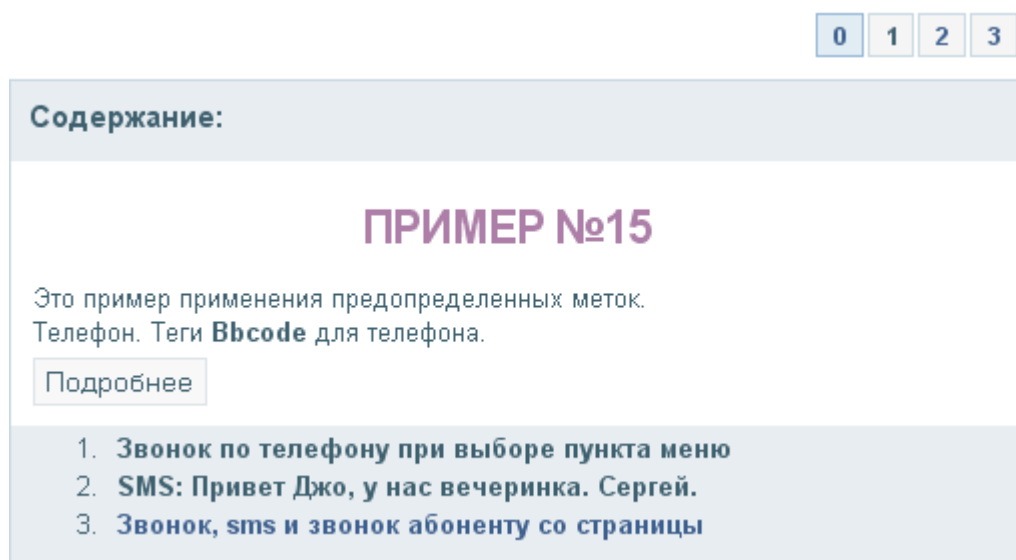 0 1 2 3
Содержание:
ПРИМЕР №15
Это пример применения предопределенных меток.
Телефон. Теги Bbcode для телефона.
Подробнее
1. Звонок по телефону при выборе пункта меню
2. SMS: Привет Джо, у нас вечеринка. Сергей.
3. Звонок, sms и звонок абоненту со страницы